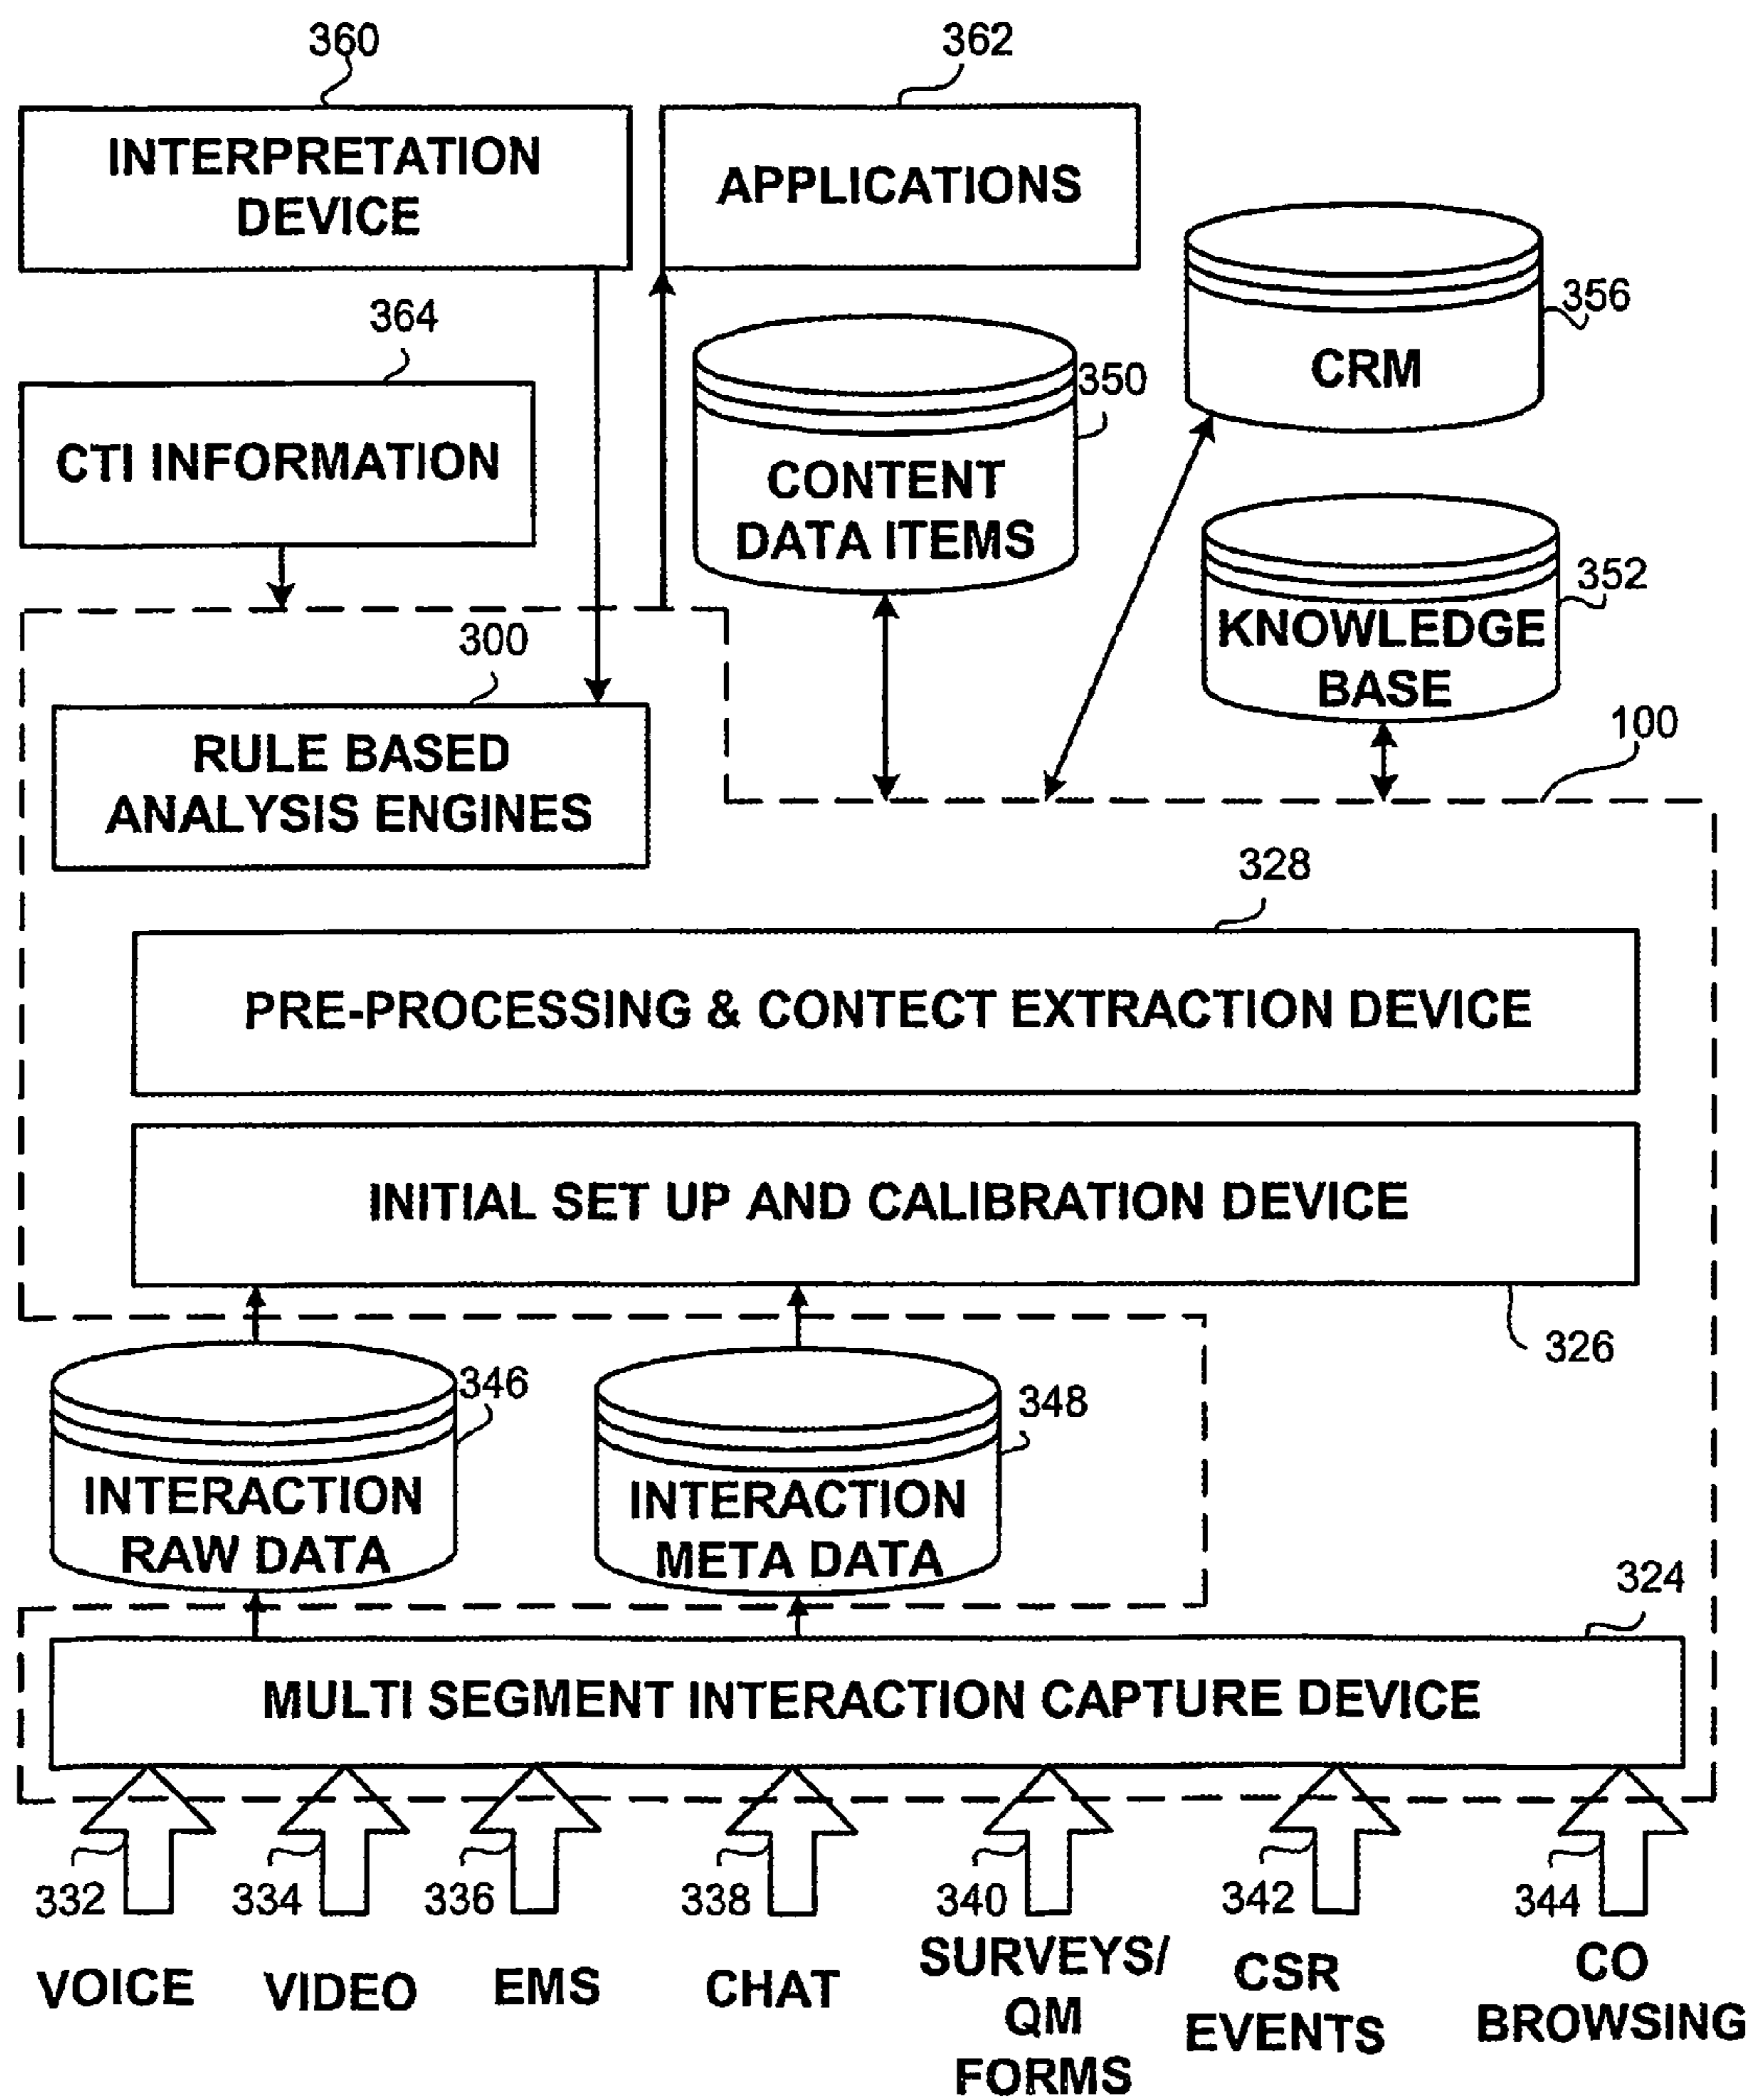 360
362
INTERPRETATION
DEVICE
APPLICATIONS
364
356
CRM
350
CTI INFORMATION
CONTENT
DATA ITEMS
352
KNOWLEDGE
BASE
300
100
RULE BASED
ANALYSIS ENGINES
328
PRE-PROCESSING & CONTECT EXTRACTION DEVICE
INITIAL SET UP AND CALIBRATION DEVICE
326
346
348
INTERACTION
RAW DATA
INTERACTION
META DATA
324
MULTI SEGMENT INTERACTION CAPTURE DEVICE
332
334
336
338
340
342
344
VOICE
VIDEO
EMS
CHAT
SURVEYS/
QM
FORMS
CSR
EVENTS
CO
BROWSING